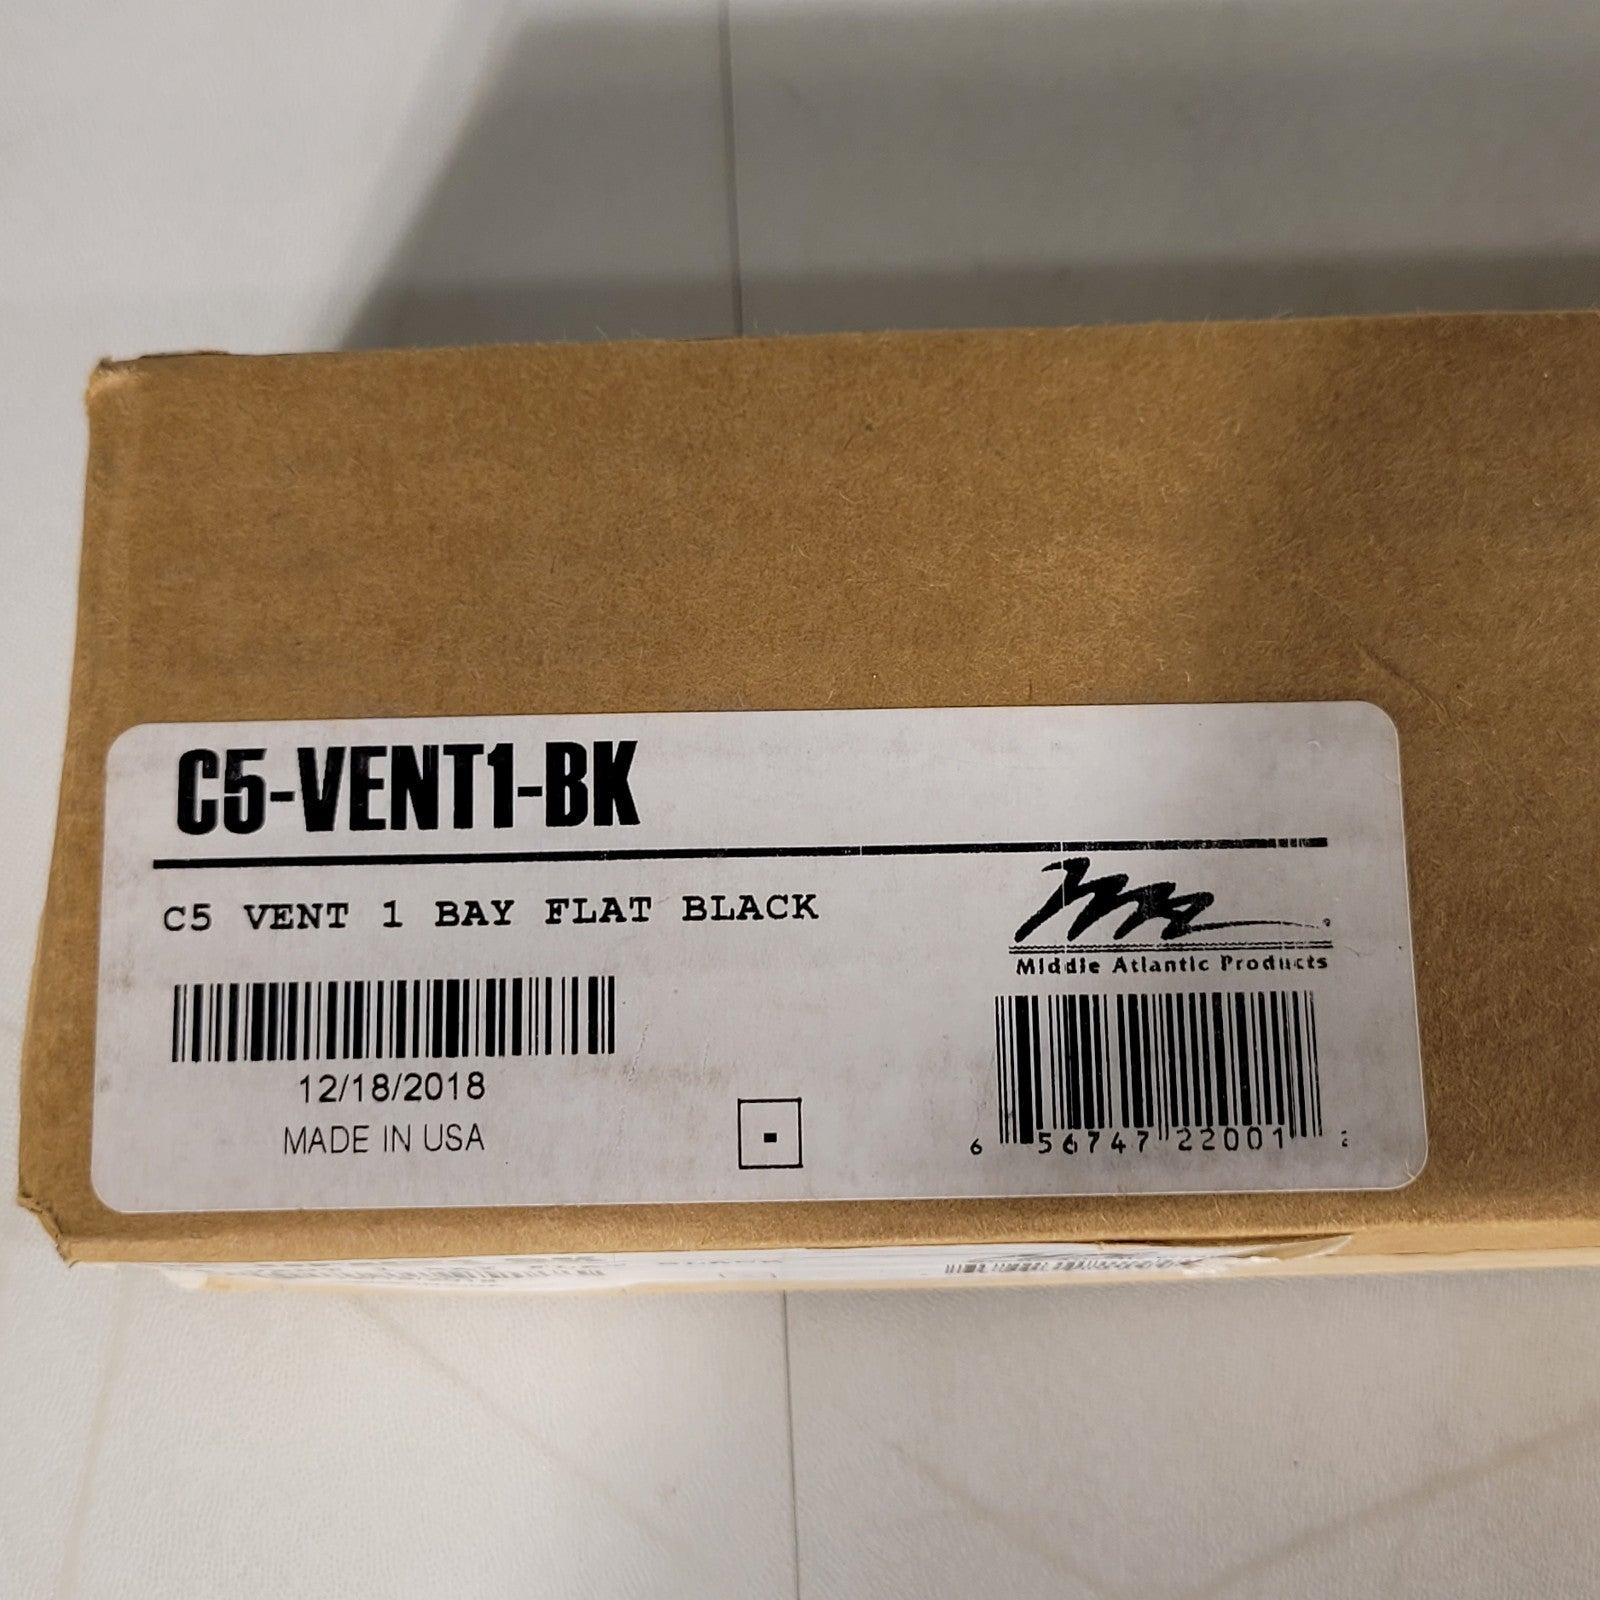 C5-VENT1-BK
C5 VENT 1 BAY FLAT BLACK
Middle Atlantic Products
12/18/2018
MADE IN USA
6 56747 22001 2